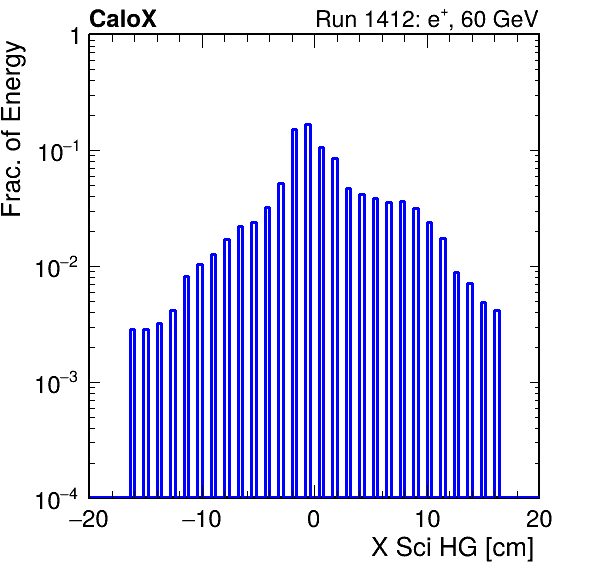 CaloX Run 1412: e⁺, 60 GeV
Frac. of Energy
1
10⁻¹
10⁻²
10⁻³
10⁻⁴
−20 −10 0 10 20
X Sci HG [cm]